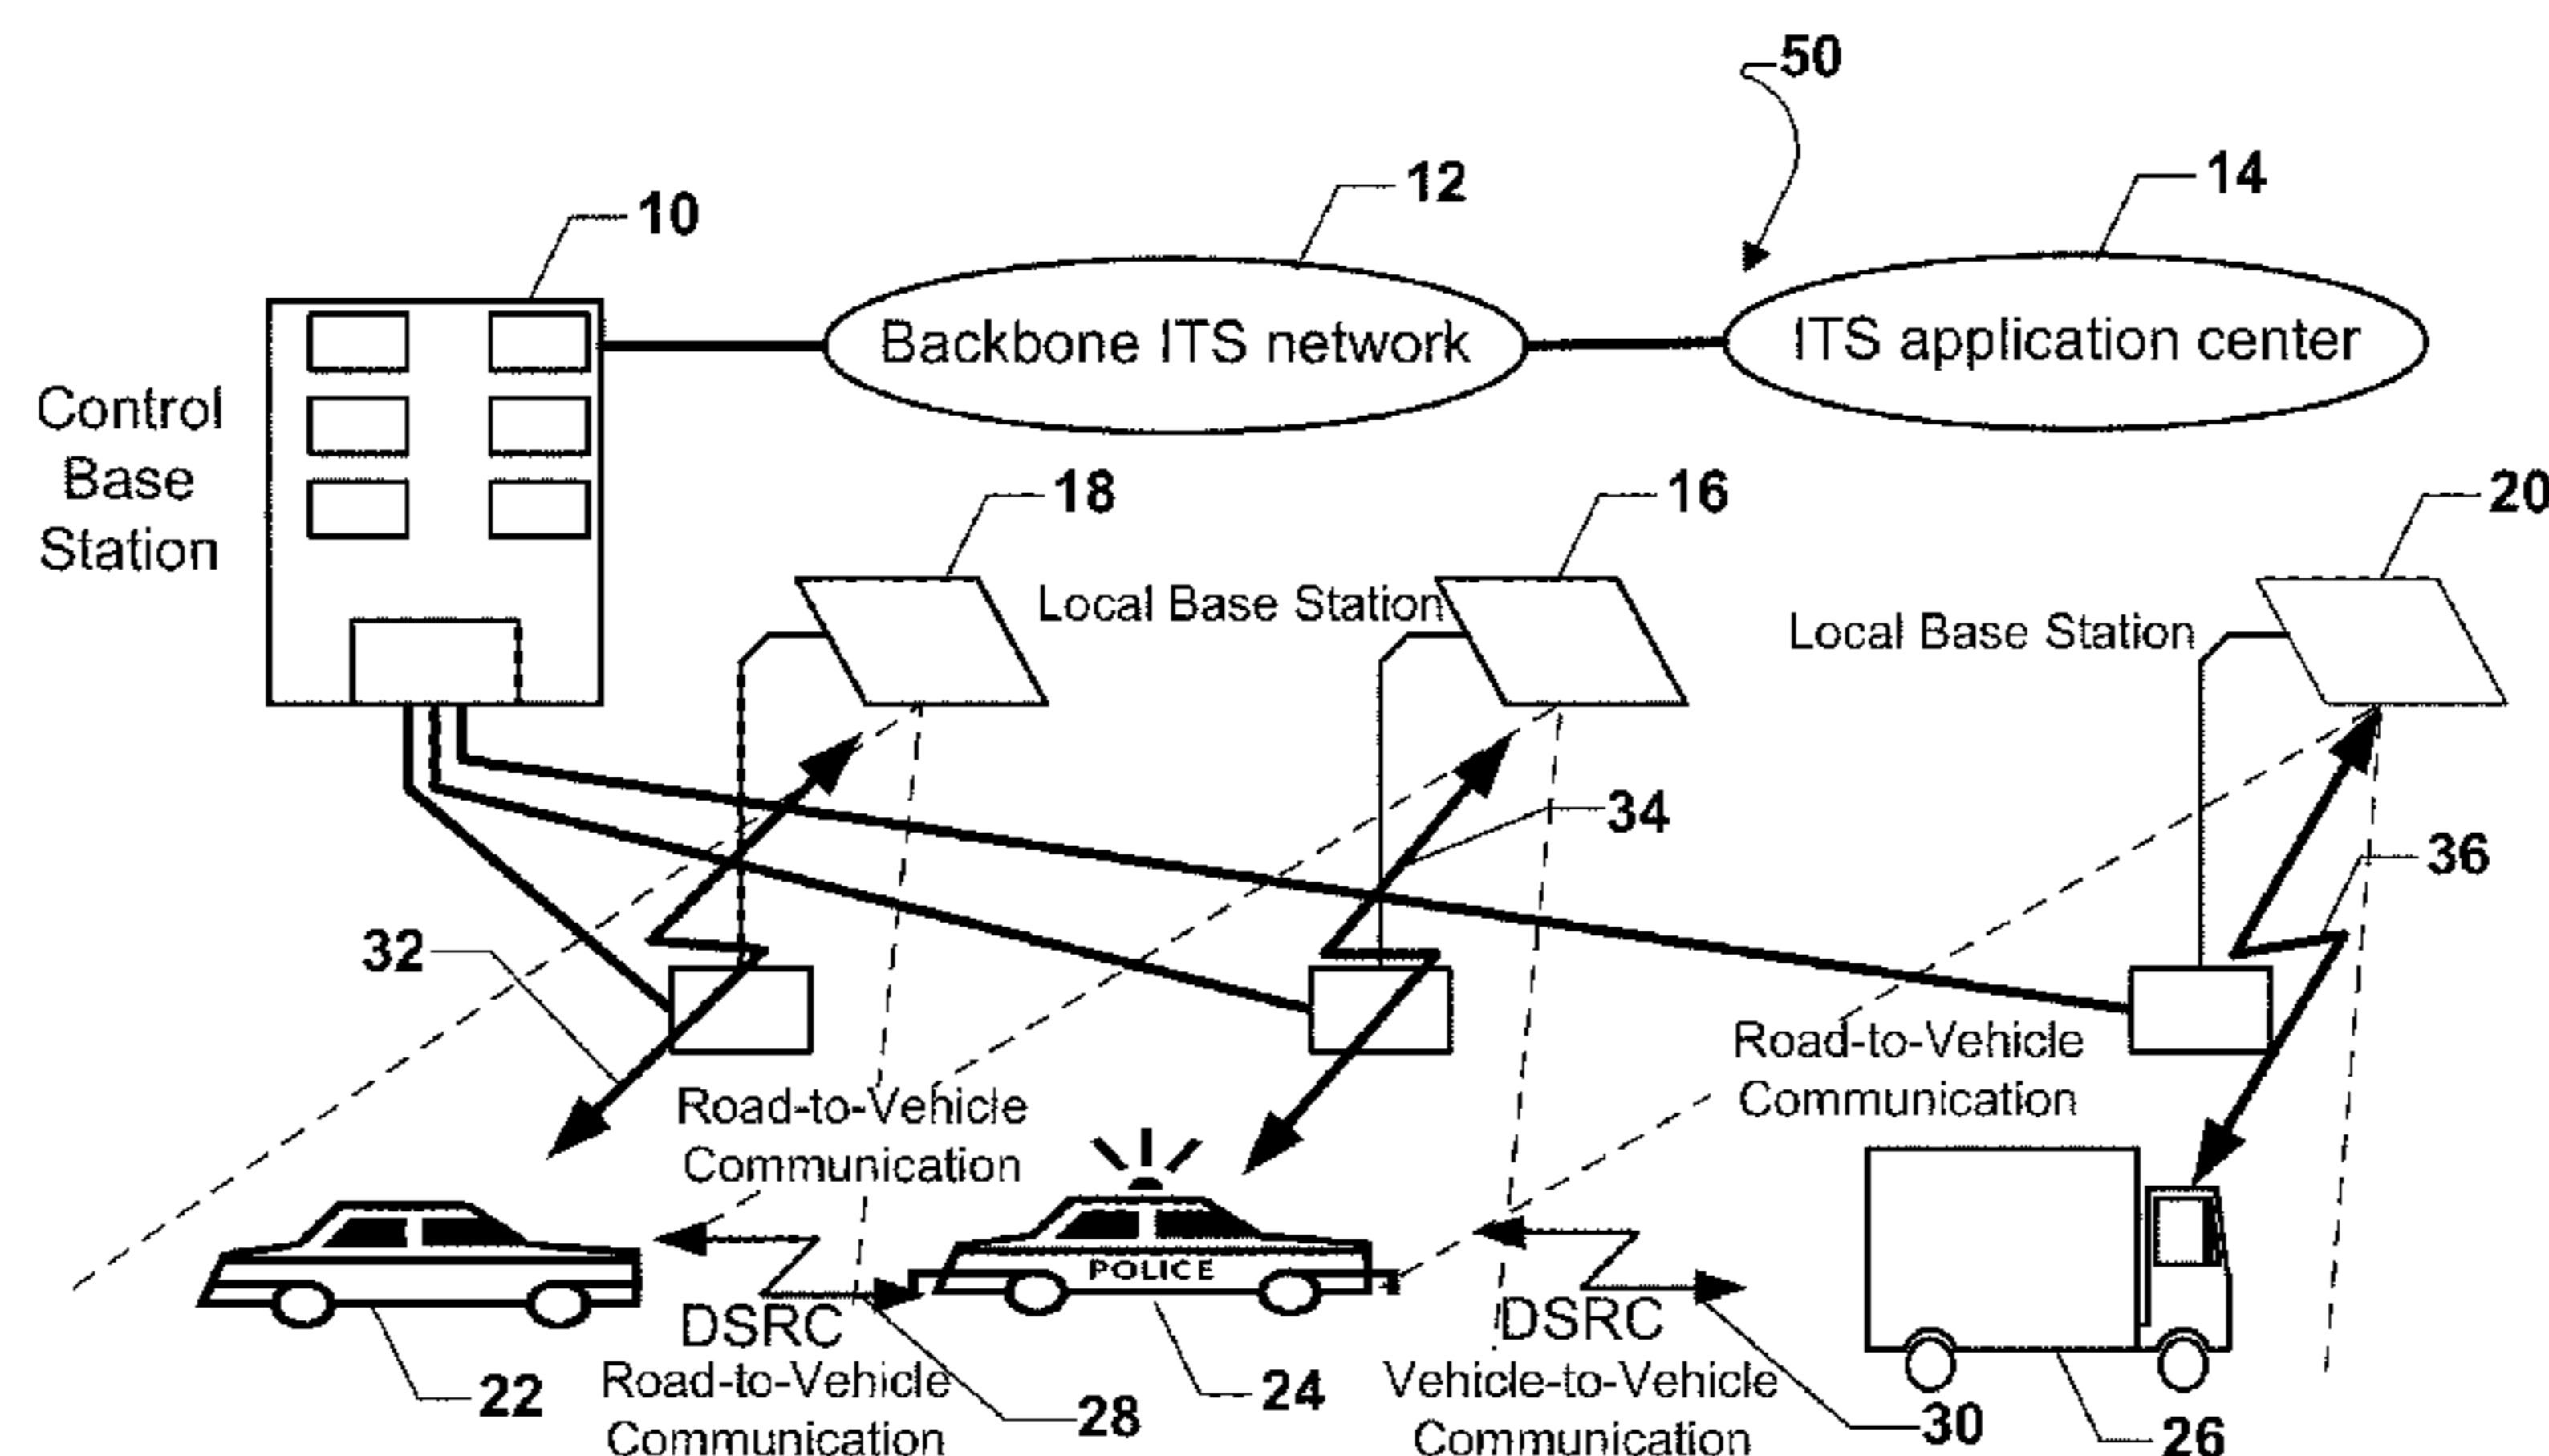 50
12
14
10
Backbone ITS network
ITS application center
Control
Base
Station
18
16
20
Local Base Station
Local Base Station
34
36
32
Road-to-Vehicle
Communication
Road-to-Vehicle
Communication
POLICE
DSRC
Road-to-Vehicle
Communication
DSRC
Vehicle-to-Vehicle
Communication
22
28
24
30
26